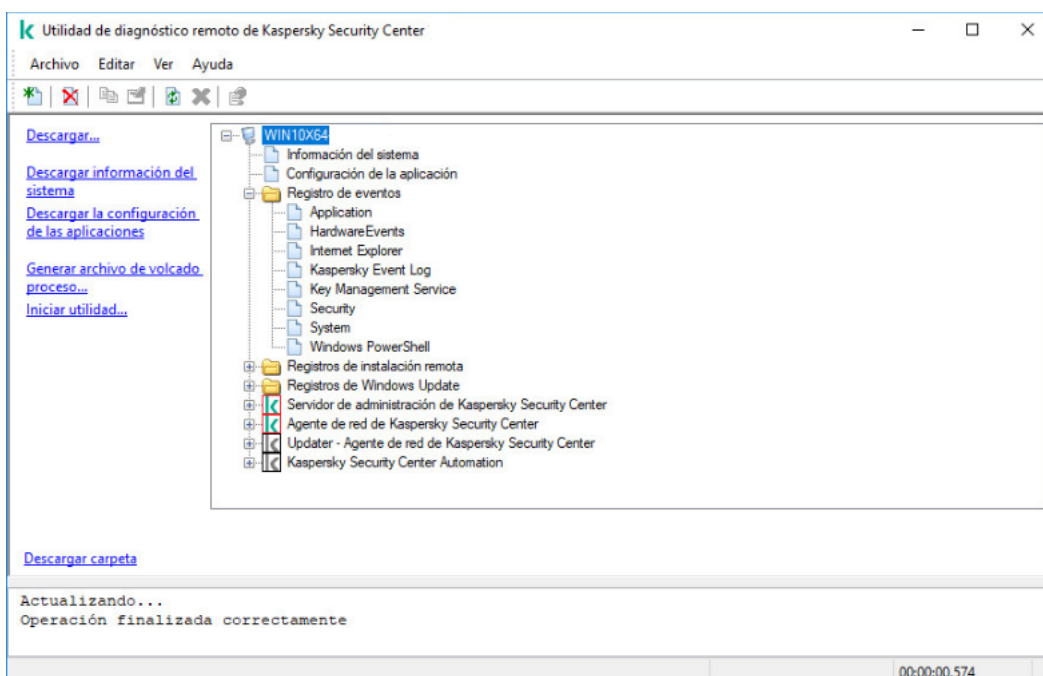 Utilidad de diagnóstico remoto de Kaspersky Security Center
Archivo Editar Ver Ayuda
Descargar...
Descargar información del
sistema
Descargar la configuración
de las aplicaciones
Generar archivo de volcado
proceso...
Iniciar utilidad...
WIN10X64
Información del sistema
Configuración de la aplicación
Registro de eventos
Application
HardwareEvents
Internet Explorer
Kaspersky Event Log
Key Management Service
Security
System
Windows PowerShell
Registros de instalación remota
Registros de Windows Update
Servidor de administración de Kaspersky Security Center
Agente de red de Kaspersky Security Center
Updater - Agente de red de Kaspersky Security Center
Kaspersky Security Center Automation
Descargar carpeta
Actualizando...
Operación finalizada correctamente
00:00:00.574